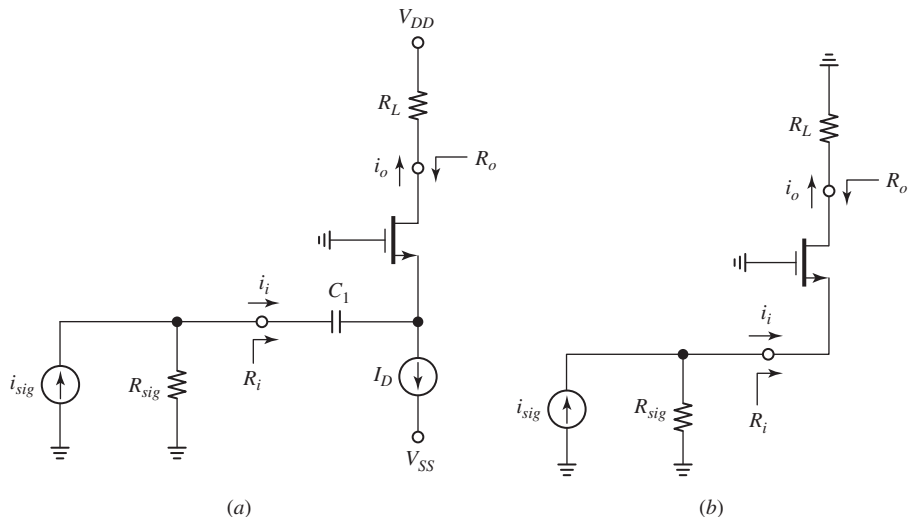 V_DD
R_L
i_o
R_o
i_i
C_1
i_sig
R_sig
R_i
I_D
V_SS
(a)
R_L
i_o
R_o
i_i
i_sig
R_sig
R_i
(b)